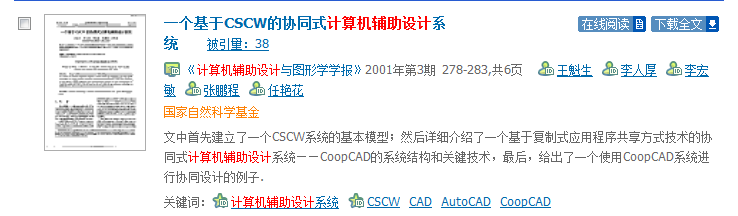 一个基于CSCW的协同式计算机辅助设计系 在线阅读 下载全文
统 被引量：38
《计算机辅助设计与图形学学报》2001年第3期 278-283,共6页 王魁生 李人厚 李宏
敏 张鹏程 任艳花
国家自然科学基金
文中首先建立了一个CSCW系统的基本模型；然后详细介绍了一个基于复制式应用程序共享方式技术的协
同式计算机辅助设计系统——CoopCAD的系统结构和关键技术，最后，给出了一个使用CoopCAD系统进
行协同设计的例子．
关键词： 计算机辅助设计系统 CSCW CAD AutoCAD CoopCAD